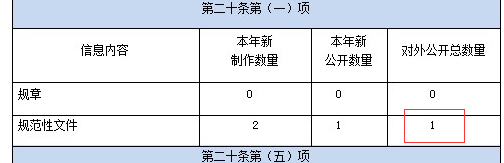 第二十条第（一）项
信息内容 本年新制作数量 本年新公开数量 对外公开总数量
规章 0 0 0
规范性文件 2 1 1
第二十条第（五）项